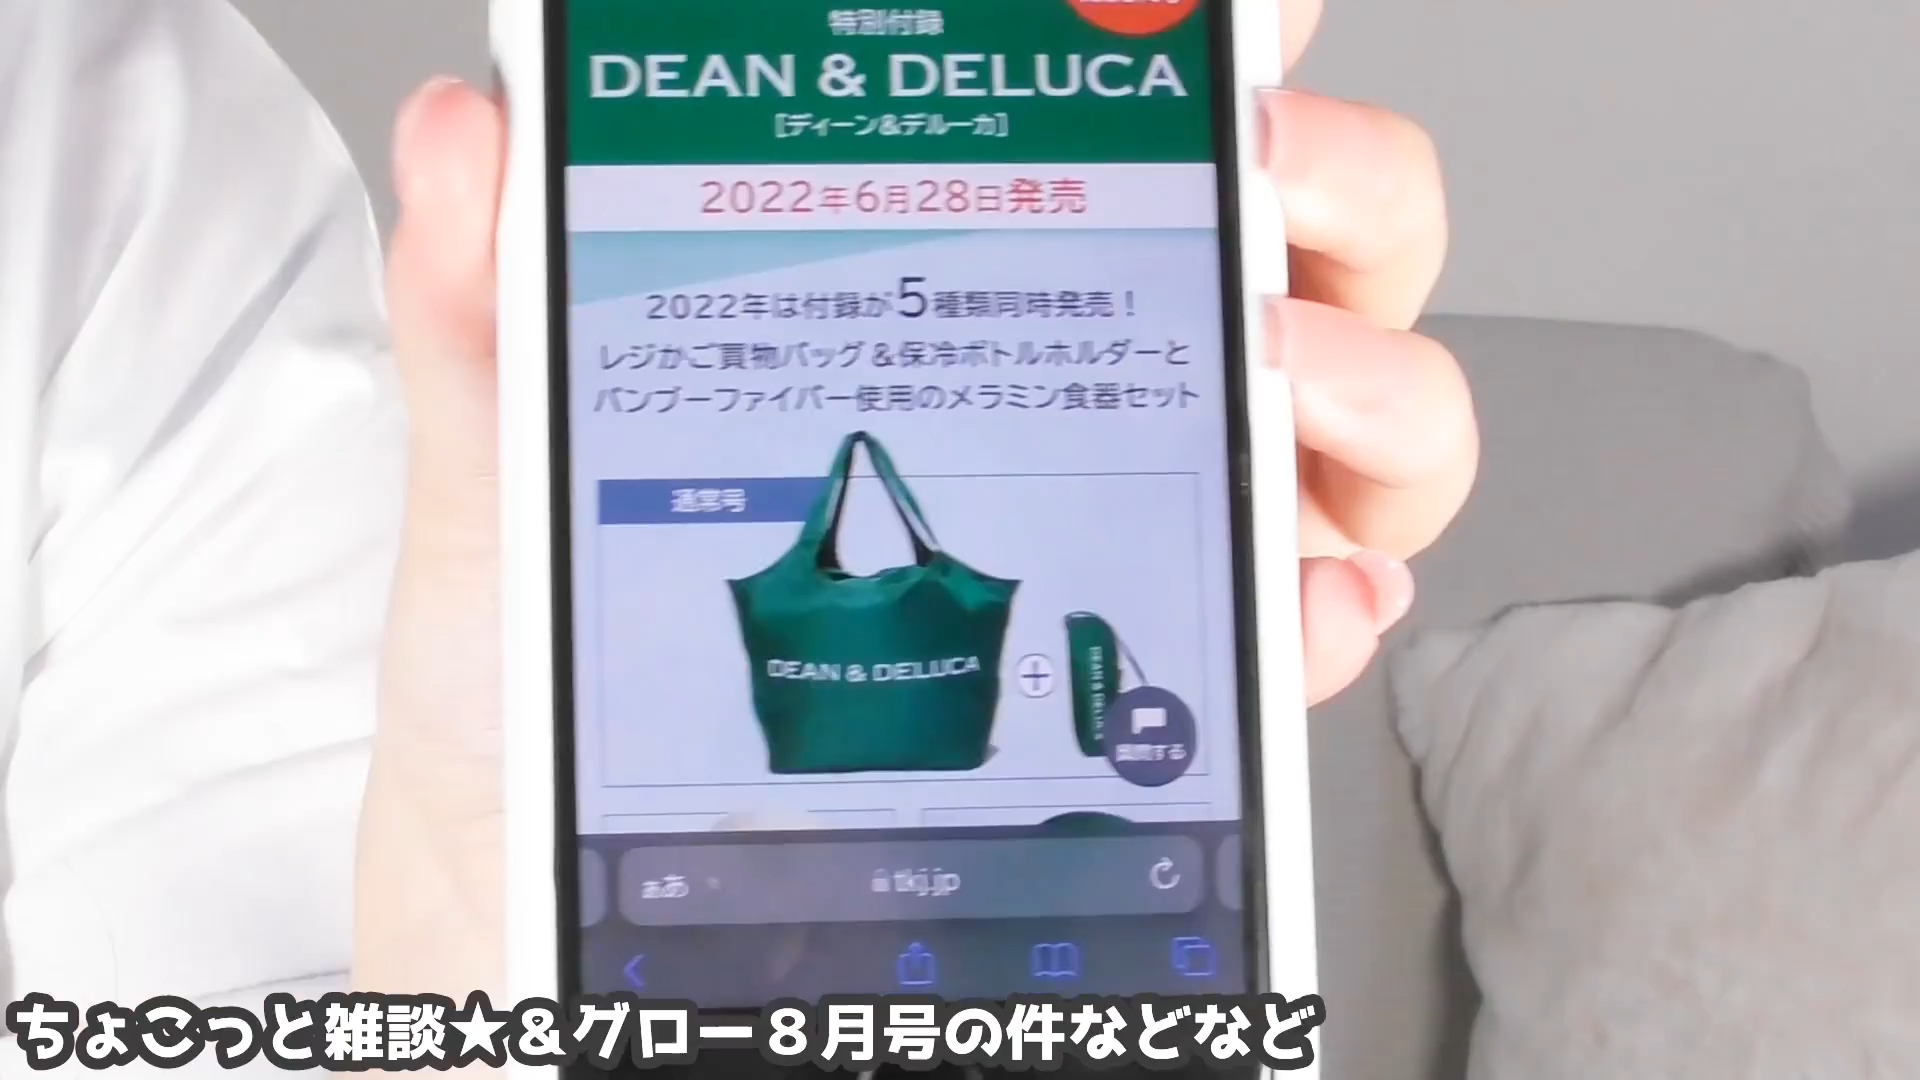 特別付録
DEAN & DELUCA
[ディーン&デルーカ]
2022年6月28日発売
2022年は付録が5種類同時発売！
レジかご買物バッグ&保冷ボトルホルダーと
バンブーファイバー使用のメラミン食器セット
通常号
DEAN & DELUCA
DEAN & DELUCA
質問する
ぁあ
tkj.jp
ちょこっと雑談★&グロー８月号の件などなど